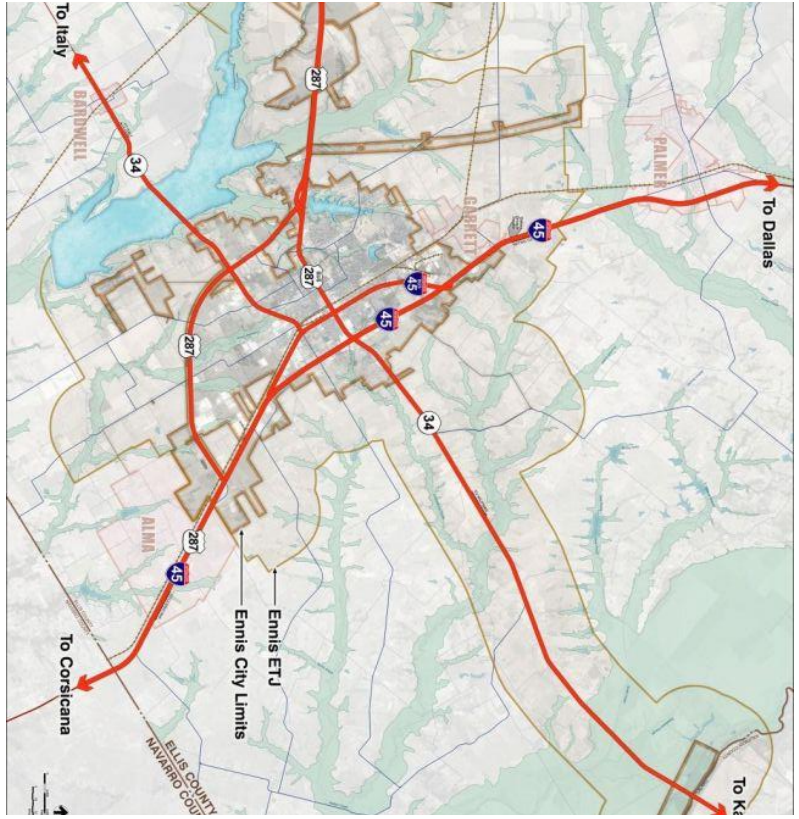 To Dallas
To Ka
PALMER
45
GARRETT
34
45
45
287
287
Ennis ETJ
Ennis City Limits
287
287
45
ELLIS COUNTY
NAVARRO COU
ALMA
34
BARDWELL
To Italy
To Corsicana